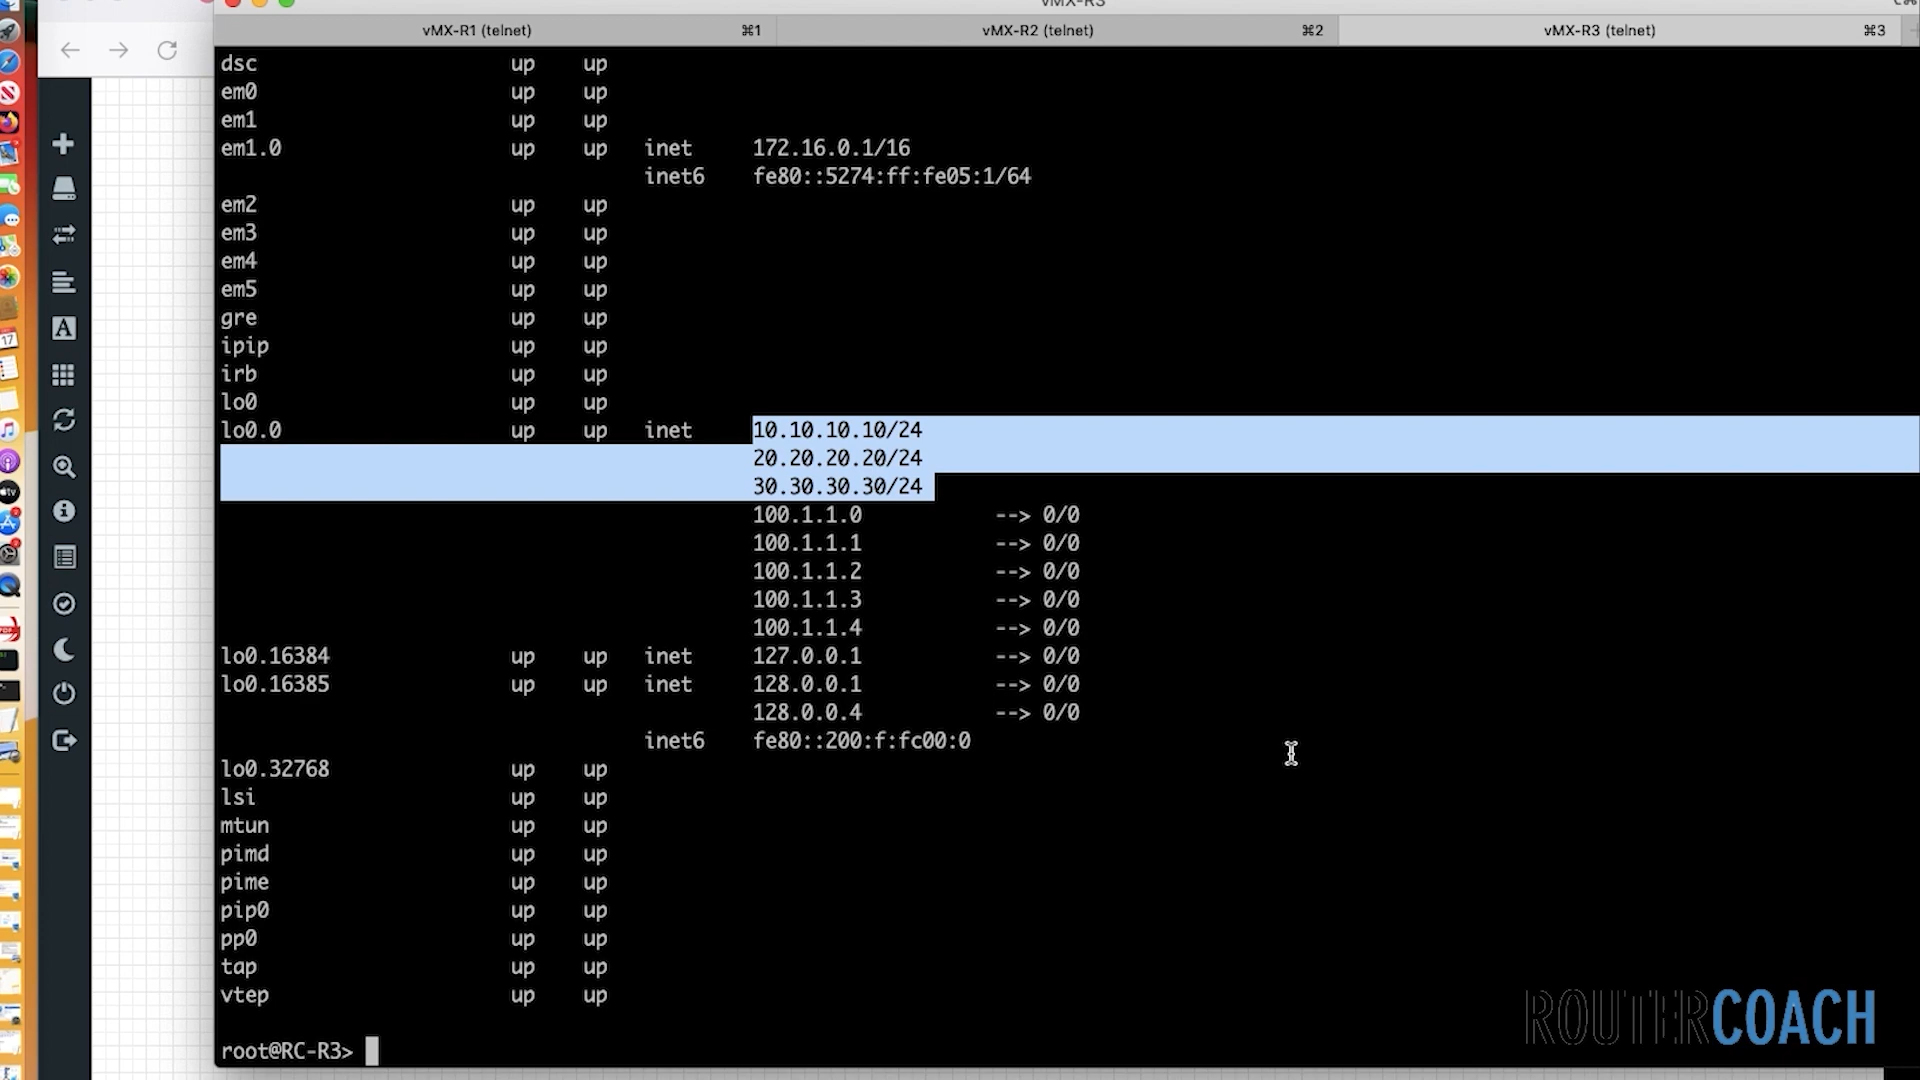 vMX-R3
vMX-R1 (telnet) ⌘1 vMX-R2 (telnet) ⌘2 vMX-R3 (telnet) ⌘3
dsc up up
em0 up up
em1 up up
em1.0 up up inet 172.16.0.1/16
inet6 fe80::5274:ff:fe05:1/64
em2 up up
em3 up up
em4 up up
em5 up up
gre up up
ipip up up
irb up up
lo0 up up
lo0.0 up up inet 10.10.10.10/24
20.20.20.20/24
30.30.30.30/24
100.1.1.0 --> 0/0
100.1.1.1 --> 0/0
100.1.1.2 --> 0/0
100.1.1.3 --> 0/0
100.1.1.4 --> 0/0
lo0.16384 up up inet 127.0.0.1 --> 0/0
lo0.16385 up up inet 128.0.0.1 --> 0/0
128.0.0.4 --> 0/0
inet6 fe80::200:f:fc00:0
lo0.32768 up up
lsi up up
mtun up up
pimd up up
pime up up
pip0 up up
pp0 up up
tap up up
vtep up up
root@RC-R3>
ROUTERCOACH